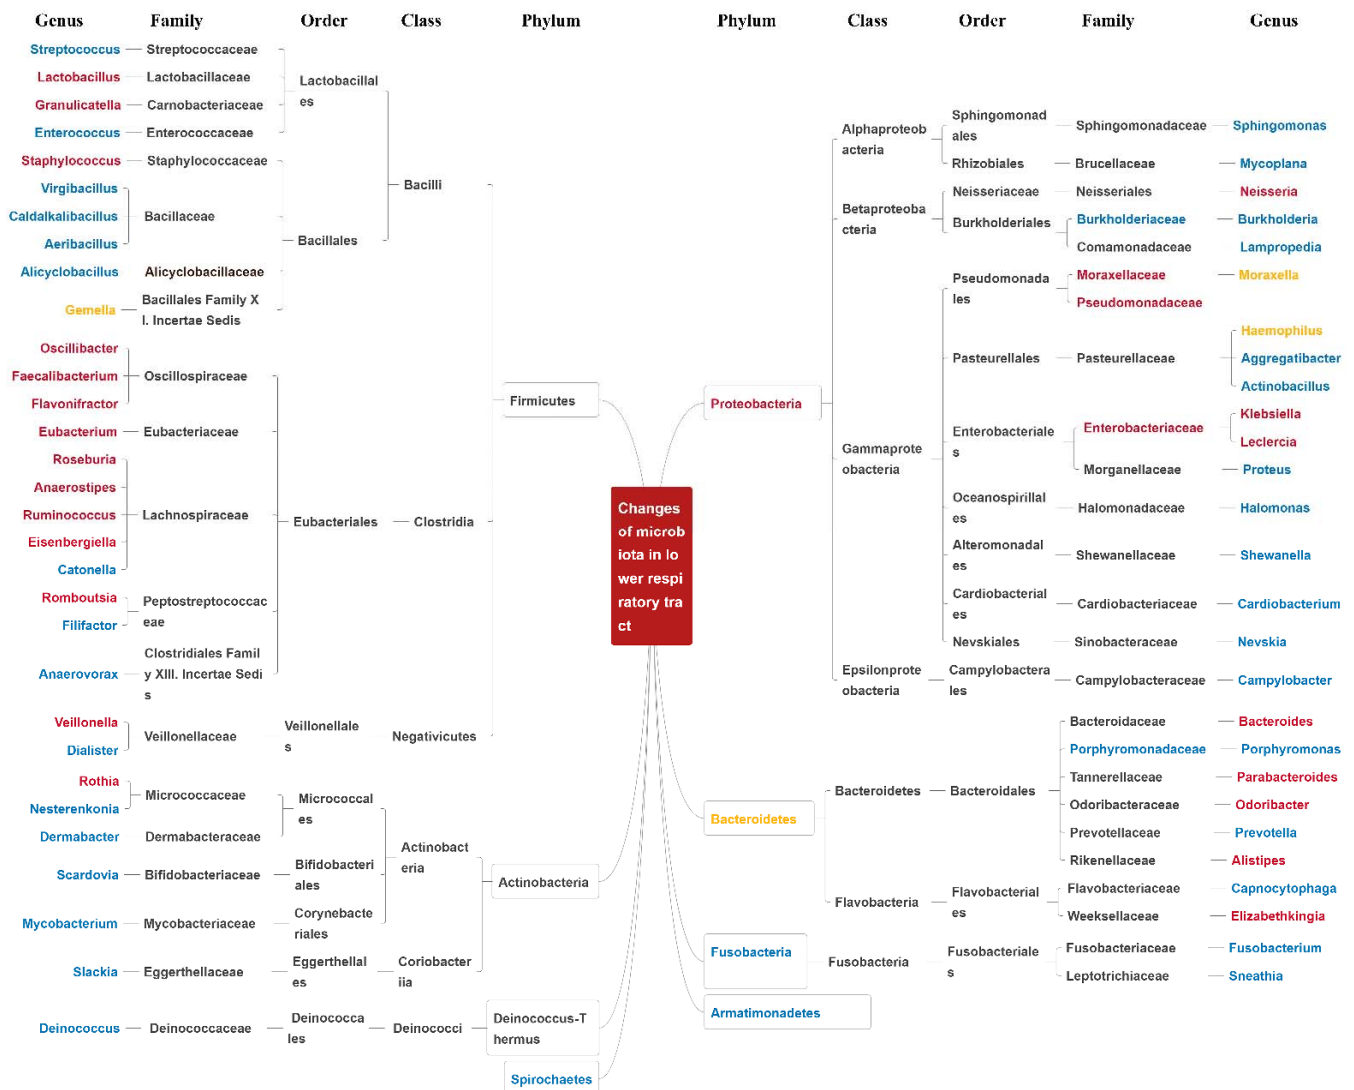 Genus Family Order Class Phylum Phylum Class Order Family Genus
Streptococcus Streptococcaceae
Lactobacillus Lactobacillaceae
Lactobacillal
es
Granulicatella Carnobacteriaceae
Enterococcus Enterococcaceae
Staphylococcus Staphylococcaceae
Virgibacillus
Caldalkalibacillus Bacillaceae
Aeribacillus
Bacillales
Bacilli
Alicyclobacillus Alicyclobacillaceae
Gemella Bacillales Family X
I. Incertae Sedis
Oscillibacter
Faecalibacterium Oscillospiraceae
Flavonifractor
Firmicutes
Eubacterium Eubacteriaceae
Roseburia
Anaerostipes
Ruminococcus Lachnospiraceae
Eubacteriales Clostridia
Eisenbergiella
Catonella
Romboutsia
Peptostreptococcac
eae
Filifactor
Anaerovorax Clostridiales Famil
y XIII. Incertae Sedi
s
Veillonella
Veillonellaceae Veillonellale
s
Negativicutes
Dialister
Rothia
Micrococcaceae Micrococcal
es
Nesterenkonia
Dermabacter Dermabacteraceae
Actinobact
eria
Scardovia Bifidobacteriaceae Bifidobacteri
ales
Actinobacteria
Mycobacterium Mycobacteriaceae Corynebacte
riales
Slackia Eggerthellaceae Eggerthellal
es
Coriobacter
iia
Deinococcus Deinococcaceae Deinococca
les
Deinococci Deinococcus-T
hermus
Spirochaetes
Changes
of microb
iota in lo
wer respi
ratory tra
ct
Proteobacteria
Alphaproteob
acteria
Sphingomonad
ales
Sphingomonadaceae Sphingomonas
Rhizobiales Brucellaceae Mycoplana
Betaproteoba
cteria
Neisseriaceae Neisseriales Neisseria
Burkholderiales Burkholderiaceae Burkholderia
Comamonadaceae Lampropedia
Gammaprote
obacteria
Pseudomonada
les
Moraxellaceae Moraxella
Pseudomonadaceae
Pasteurellales Pasteurellaceae Haemophilus
Aggregatibacter
Actinobacillus
Enterobacteriale
s
Enterobacteriaceae Klebsiella
Leclercia
Morganellaceae Proteus
Oceanospirillal
es
Halomonadaceae Halomonas
Alteromonadal
es
Shewanellaceae Shewanella
Cardiobacterial
es
Cardiobacteriaceae Cardiobacterium
Nevskiales Sinobacteraceae Nevskia
Epsilonprote
obacteria
Campylobactera
les
Campylobacteraceae Campylobacter
Bacteroidetes
Bacteroidetes Bacteroidales
Bacteroidaceae Bacteroides
Porphyromonadaceae Porphyromonas
Tannerellaceae Parabacteroides
Odoribacteraceae Odoribacter
Prevotellaceae Prevotella
Rikenellaceae Alistipes
Flavobacteria Flavobacterial
es
Flavobacteriaceae Capnocytophaga
Weeksellaceae Elizabethkingia
Fusobacteria Fusobacteria Fusobacteriale
s
Fusobacteriaceae Fusobacterium
Leptotrichiaceae Sneathia
Armatimonadetes